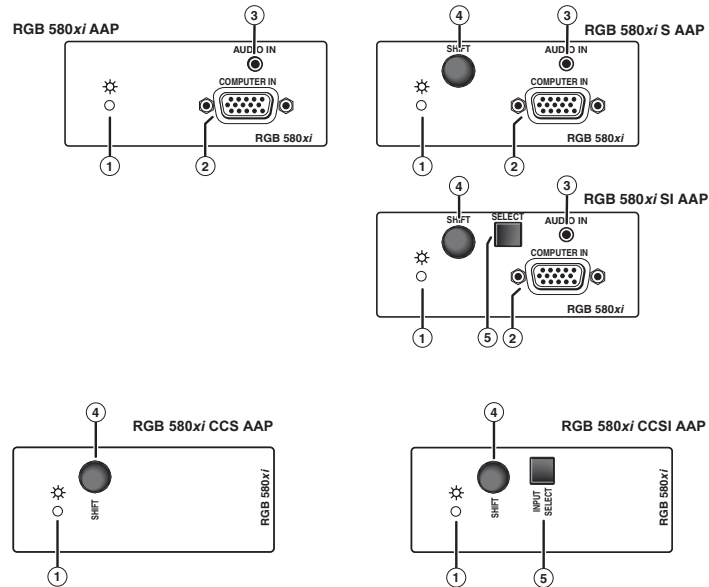 RGB 580xi AAP
3
AUDIO IN
COMPUTER IN
RGB 580xi
1
2
RGB 580xi S AAP
4
3
SHIFT
AUDIO IN
COMPUTER IN
RGB 580xi
1
2
RGB 580xi SI AAP
4
3
SHIFT
SELECT
AUDIO IN
COMPUTER IN
RGB 580xi
1
5
2
RGB 580xi CCS AAP
4
SHIFT
RGB 580xi
1
RGB 580xi CCSI AAP
4
SHIFT
INPUT
SELECT
RGB 580xi
1
5